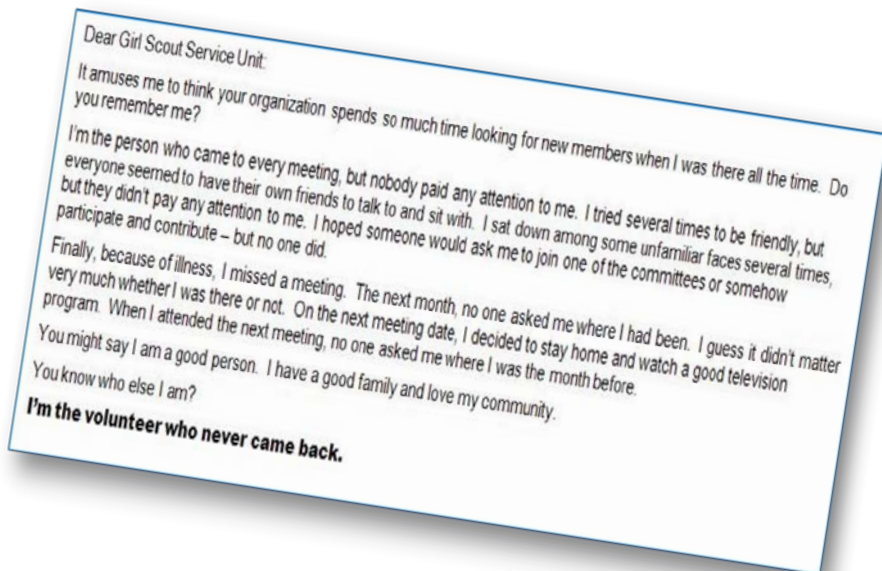 Dear Girl Scout Service Unit:
It amuses me to think your organization spends so much time looking for new members when I was there all the time. Do
you remember me?
I'm the person who came to every meeting, but nobody paid any attention to me. I tried several times to be friendly, but
everyone seemed to have their own friends to talk to and sit with. I sat down among some unfamiliar faces several times,
but they didn't pay any attention to me. I hoped someone would ask me to join one of the committees or somehow
participate and contribute – but no one did.
Finally, because of illness, I missed a meeting. The next month, no one asked me where I had been. I guess it didn't matter
very much whether I was there or not. On the next meeting date, I decided to stay home and watch a good television
program. When I attended the next meeting, no one asked me where I was the month before.
You might say I am a good person. I have a good family and love my community.
You know who else I am?
I'm the volunteer who never came back.